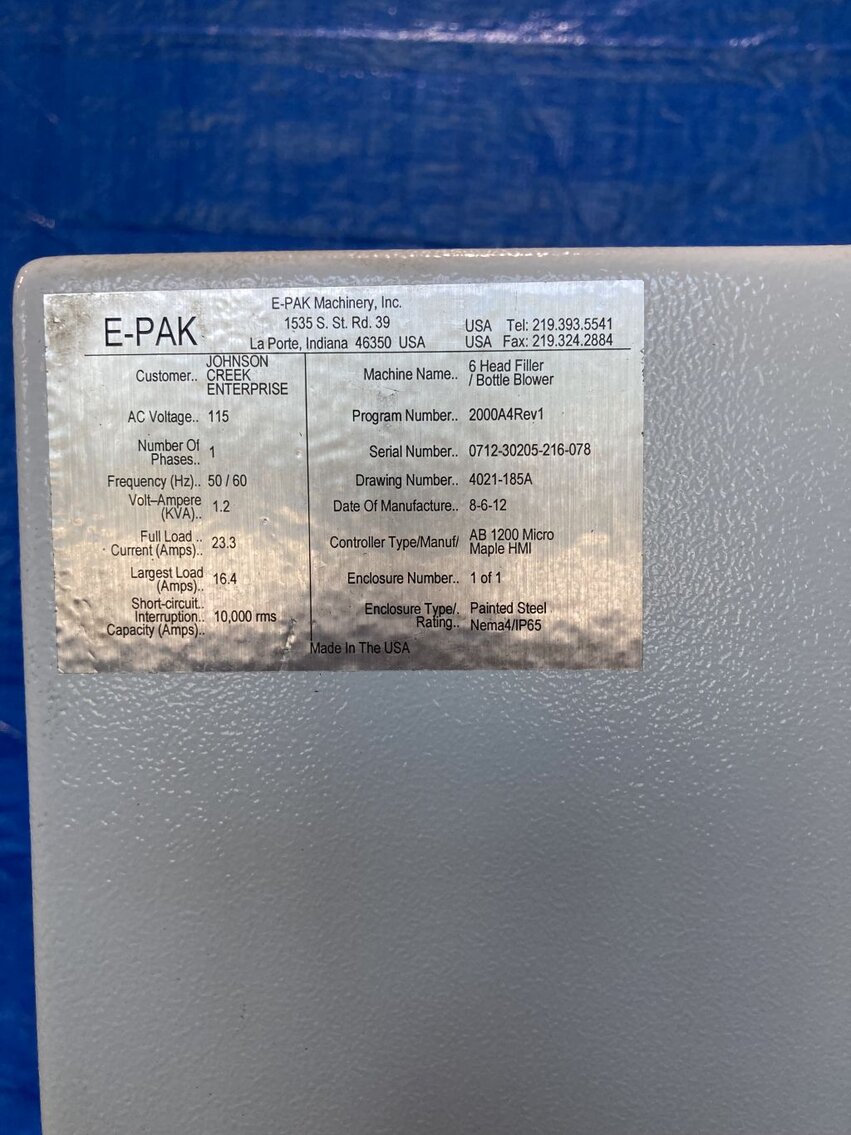 E-PAK
E-PAK Machinery, Inc.
1535 S. St. Rd. 39
La Porte, Indiana 46350 USA
USA Tel: 219.393.5541
USA Fax: 219.324.2884
Customer.. JOHNSON
CREEK
ENTERPRISE
AC Voltage.. 115
Number Of
Phases.. 1
Frequency (Hz).. 50 / 60
Volt–Ampere
(KVA).. 1.2
Full Load ..
Current (Amps).. 23.3
Largest Load
(Amps).. 16.4
Short-circuit..
Interruption.. 10,000 rms
Capacity (Amps)..
Machine Name.. 6 Head Filler
/ Bottle Blower
Program Number.. 2000A4Rev1
Serial Number.. 0712-30205-216-078
Drawing Number.. 4021-185A
Date Of Manufacture.. 8-6-12
Controller Type/Manuf/ AB 1200 Micro
Maple HMI
Enclosure Number.. 1 of 1
Enclosure Type/. Painted Steel
Rating.. Nema4/IP65
Made In The USA